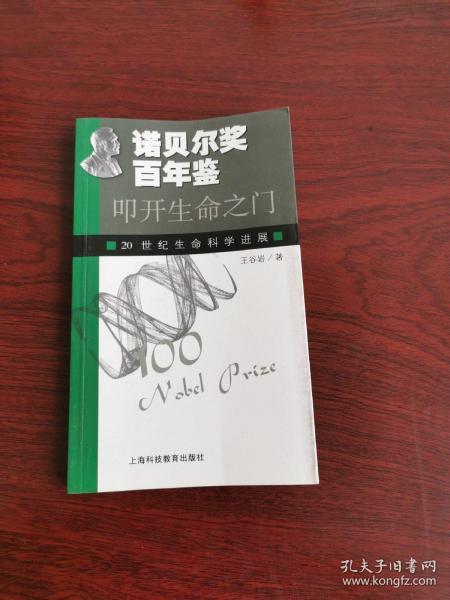 诺贝尔奖
百年鉴
叩开生命之门
20世纪生命科学进展
王谷岩/著
100
Nobel Prize
上海科技教育出版社
孔夫子旧书网
www.kongfz.com